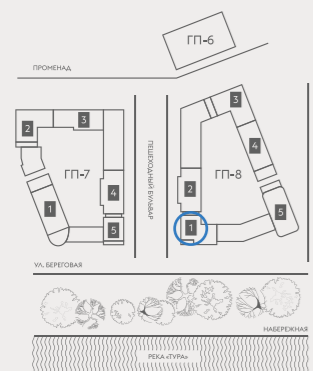 ГП-6
ПРОМЕНАД
3
2
ГП-7
1
4
5
ПЕШЕХОДНЫЙ БУЛЬВАР
3
4
ГП-8
2
1
5
УЛ. БЕРЕГОВАЯ
НАБЕРЕЖНАЯ
РЕКА «ТУРА»